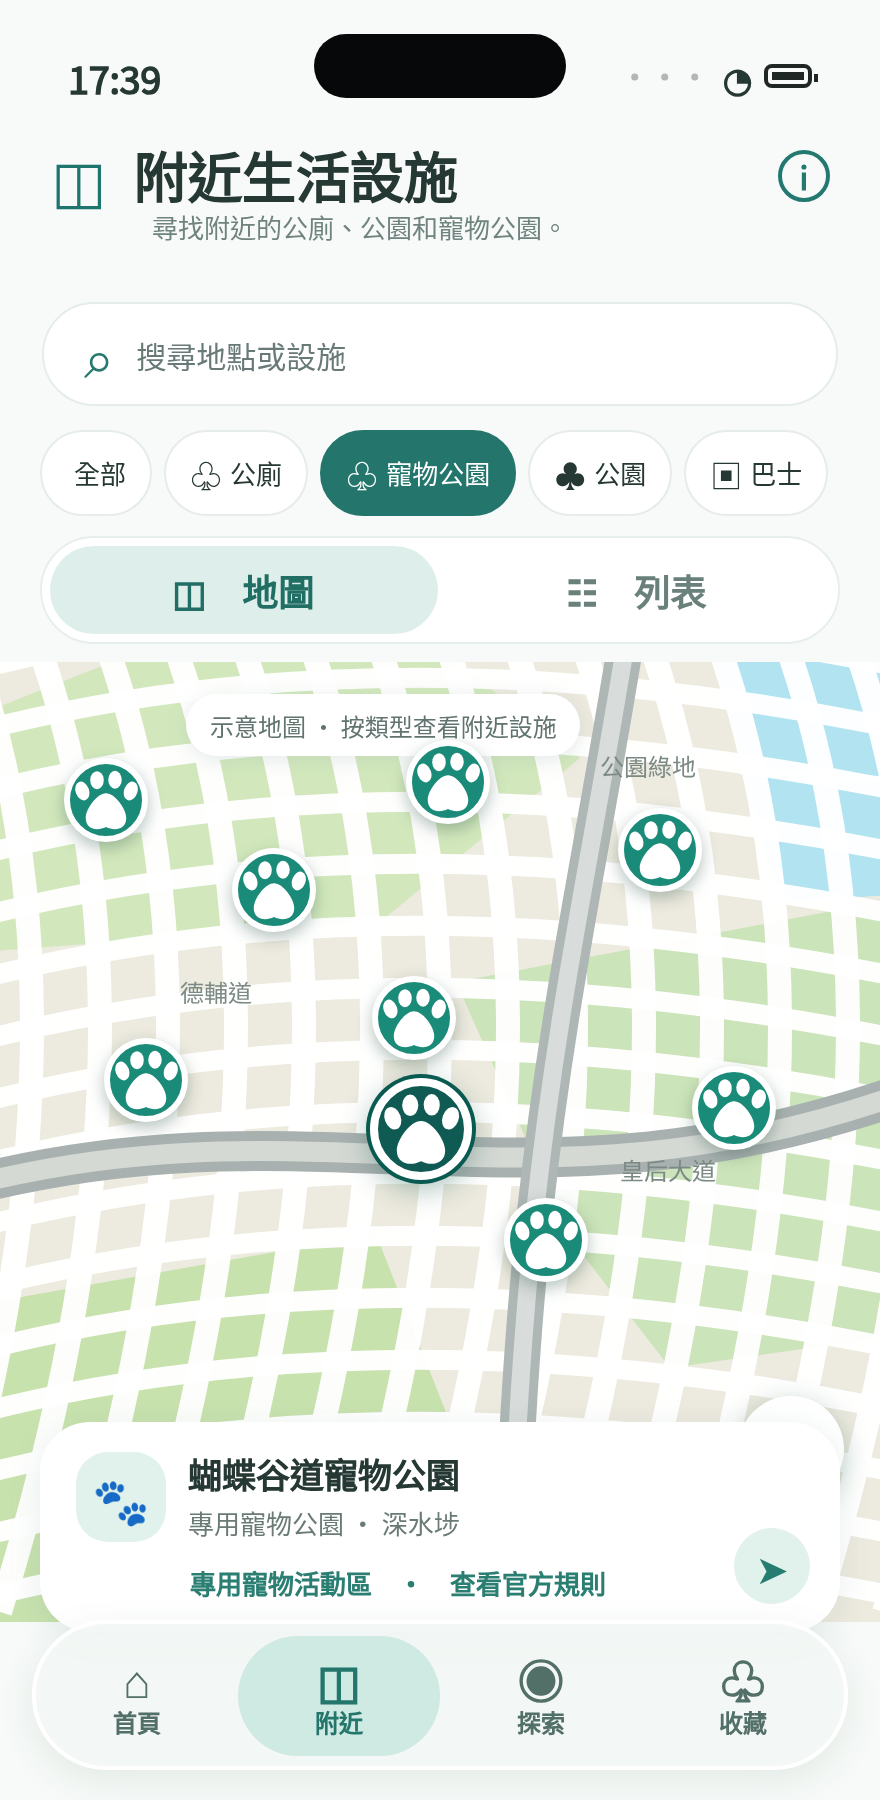 17:39
附近生活設施
尋找附近的公廁、公園和寵物公園。
搜尋地點或設施
全部 公廁 寵物公園 公園 巴士
地圖 列表
示意地圖 • 按類型查看附近設施
公園綠地
德輔道
皇后大道
蝴蝶谷道寵物公園
專用寵物公園 • 深水埗
專用寵物活動區 • 查看官方規則
首頁 附近 探索 收藏